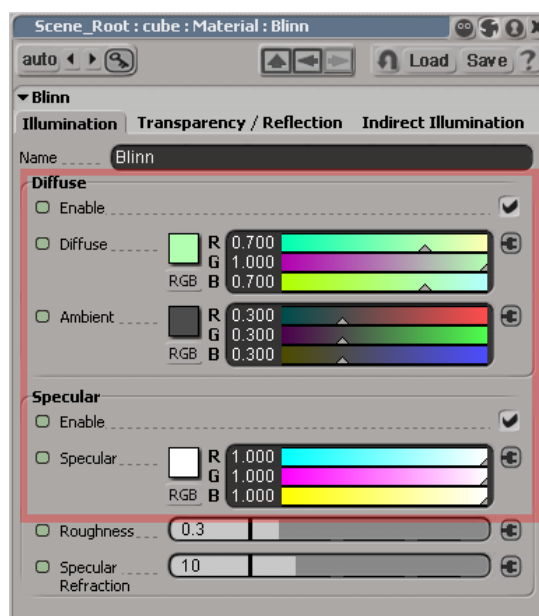 Scene_Root : cube : Material : Blinn
auto Load Save ?
Blinn
Illumination Transparency / Reflection Indirect Illumination
Name Blinn
Diffuse
Enable
Diffuse R 0.700
G 1.000
RGB B 0.700
Ambient R 0.300
G 0.300
RGB B 0.300
Specular
Enable
Specular R 1.000
G 1.000
RGB B 1.000
Roughness 0.3
Specular 10
Refraction